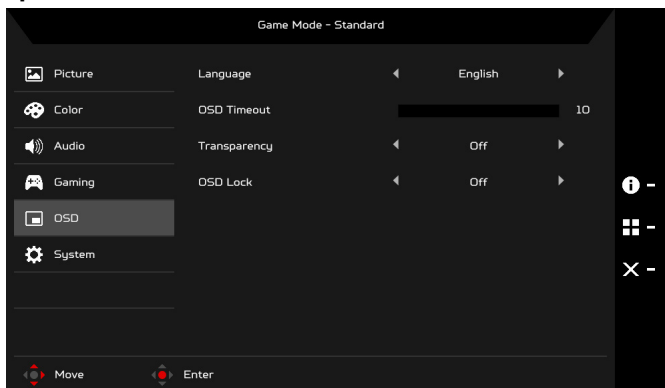 Game Mode - Standard
Picture
Language English
Color
OSD Timeout 10
Audio
Transparency Off
Gaming
OSD Lock Off
OSD
System
Move Enter